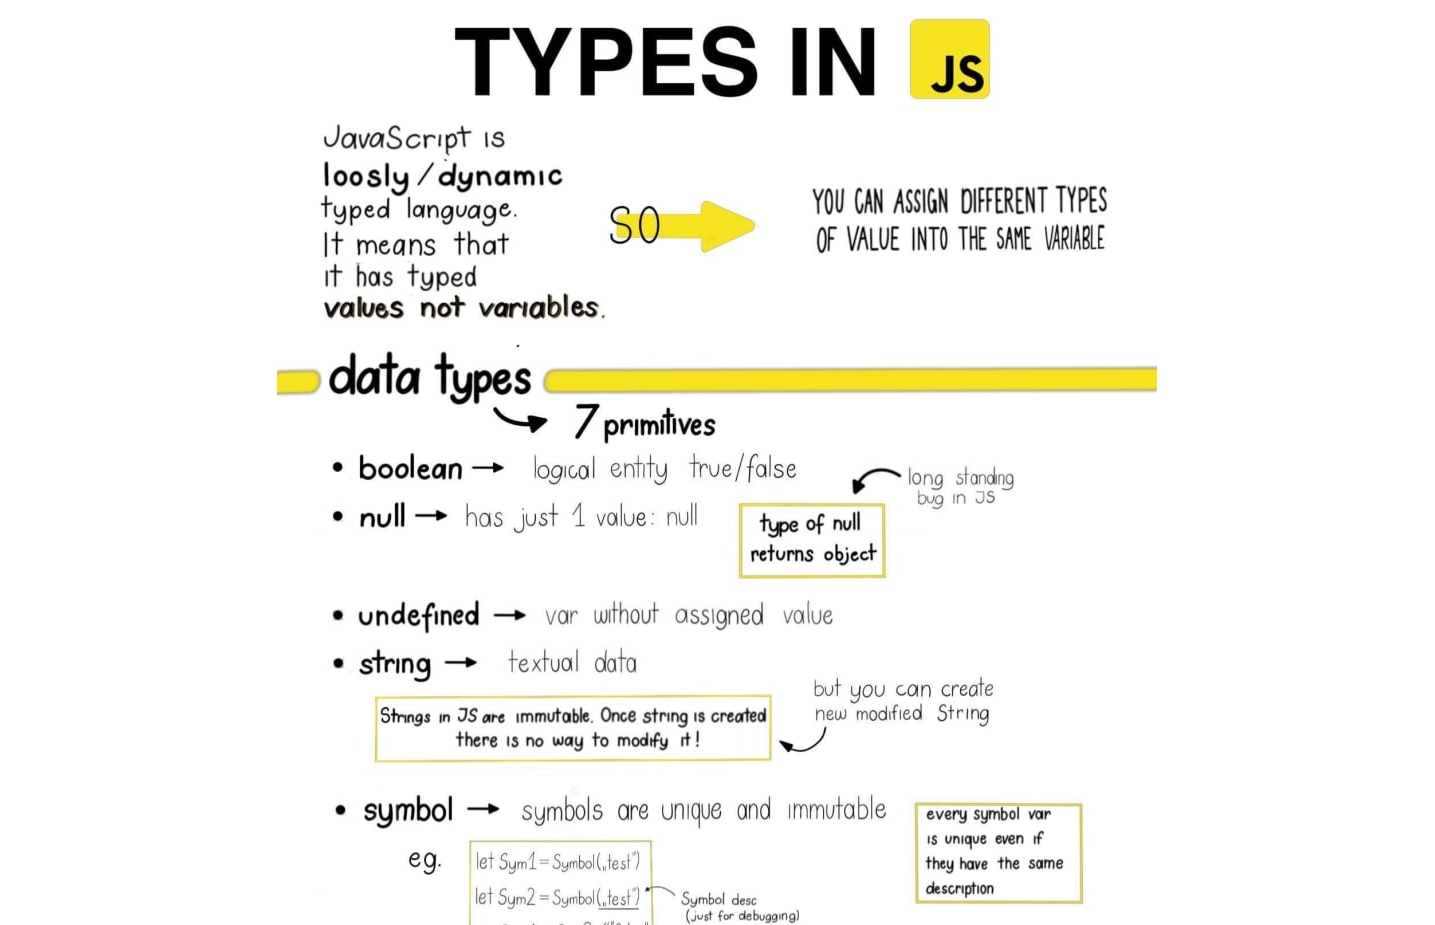 TYPES IN JS
JavaScript is
loosly/dynamic
typed language.
It means that
it has typed
values not variables.
SO
YOU CAN ASSIGN DIFFERENT TYPES
OF VALUE INTO THE SAME VARIABLE
data types
7 primitives
• boolean → logical entity true/false
long standing
bug in JS
• null → has just 1 value: null
type of null
returns object
• undefined → var without assigned value
• string → textual data
but you can create
new modified String
Strings in JS are immutable. Once string is created
there is no way to modify it!
• symbol → symbols are unique and immutable
every symbol var
is unique even if
they have the same
description
eg.
let Sym1 = Symbol(„test”)
let Sym2 = Symbol(„test”)
Symbol desc
(just for debugging)